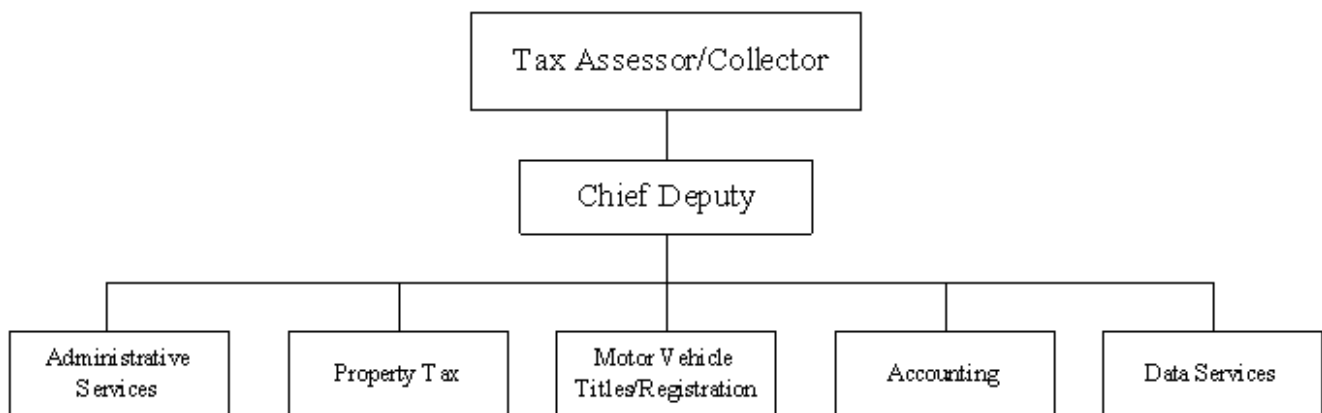 Tax Assessor/Collector
Chief Deputy
Administrative
Services
Property Tax
Motor Vehicle
Titles/Registration
Accounting
Data Services